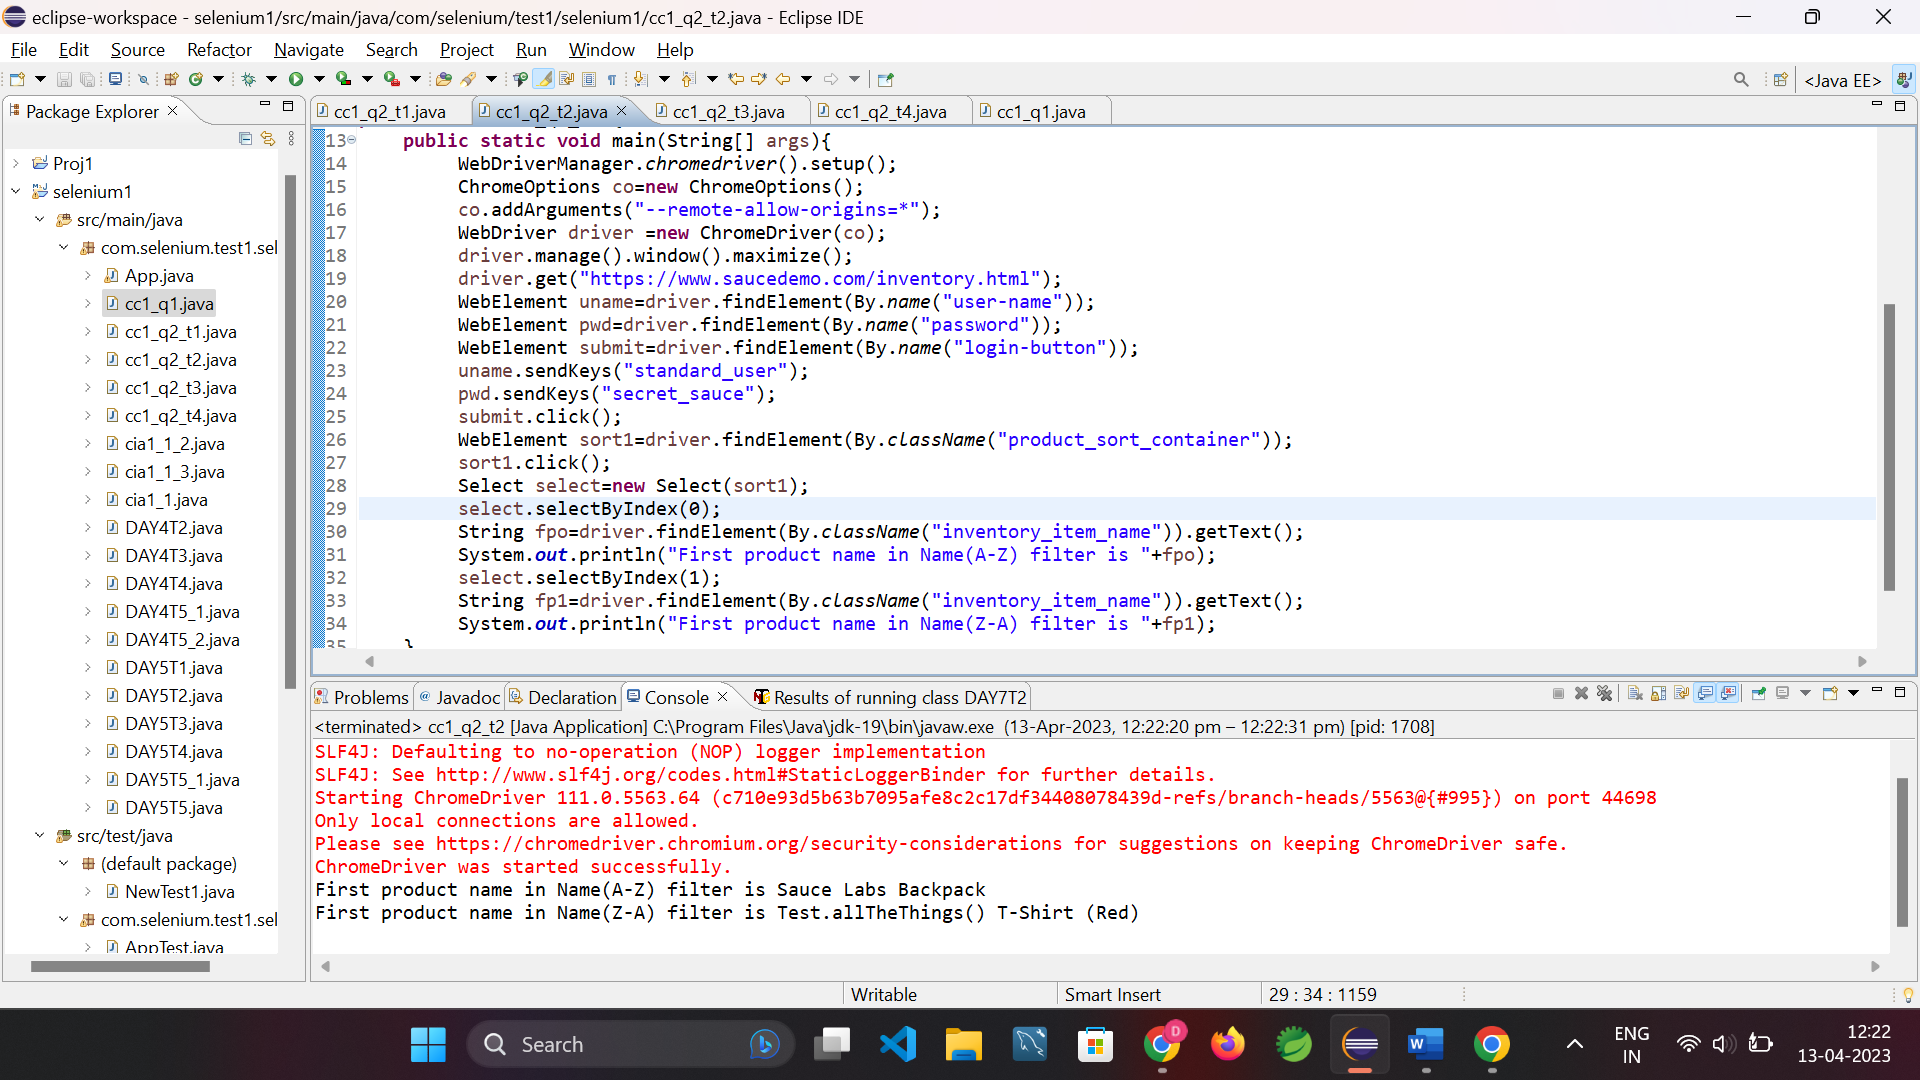 eclipse-workspace - selenium1/src/main/java/com/selenium/test1/selenium1/cc1_q2_t2.java - Eclipse IDE
File Edit Source Refactor Navigate Search Project Run Window Help
<Java EE>
Package Explorer
Proj1
selenium1
src/main/java
com.selenium.test1.sel
App.java
cc1_q1.java
cc1_q2_t1.java
cc1_q2_t2.java
cc1_q2_t3.java
cc1_q2_t4.java
cia1_1_2.java
cia1_1_3.java
cia1_1.java
DAY4T2.java
DAY4T3.java
DAY4T4.java
DAY4T5_1.java
DAY4T5_2.java
DAY5T1.java
DAY5T2.java
DAY5T3.java
DAY5T4.java
DAY5T5_1.java
DAY5T5.java
src/test/java
(default package)
NewTest1.java
com.selenium.test1.sel
AppTest.java
cc1_q2_t1.java cc1_q2_t2.java cc1_q2_t3.java cc1_q2_t4.java cc1_q1.java
13 public static void main(String[] args){
14 WebDriverManager.chromedriver().setup();
15 ChromeOptions co=new ChromeOptions();
16 co.addArguments("--remote-allow-origins=*");
17 WebDriver driver =new ChromeDriver(co);
18 driver.manage().window().maximize();
19 driver.get("https://www.saucedemo.com/inventory.html");
20 WebElement uname=driver.findElement(By.name("user-name"));
21 WebElement pwd=driver.findElement(By.name("password"));
22 WebElement submit=driver.findElement(By.name("login-button"));
23 uname.sendKeys("standard_user");
24 pwd.sendKeys("secret_sauce");
25 submit.click();
26 WebElement sort1=driver.findElement(By.className("product_sort_container"));
27 sort1.click();
28 Select select=new Select(sort1);
29 select.selectByIndex(0);
30 String fpo=driver.findElement(By.className("inventory_item_name")).getText();
31 System.out.println("First product name in Name(A-Z) filter is "+fpo);
32 select.selectByIndex(1);
33 String fp1=driver.findElement(By.className("inventory_item_name")).getText();
34 System.out.println("First product name in Name(Z-A) filter is "+fp1);
35 }
Problems Javadoc Declaration Console Results of running class DAY7T2
<terminated> cc1_q2_t2 [Java Application] C:\Program Files\Java\jdk-19\bin\javaw.exe (13-Apr-2023, 12:22:20 pm – 12:22:31 pm) [pid: 1708]
SLF4J: Defaulting to no-operation (NOP) logger implementation
SLF4J: See http://www.slf4j.org/codes.html#StaticLoggerBinder for further details.
Starting ChromeDriver 111.0.5563.64 (c710e93d5b63b7095afe8c2c17df34408078439d-refs/branch-heads/5563@{#995}) on port 44698
Only local connections are allowed.
Please see https://chromedriver.chromium.org/security-considerations for suggestions on keeping ChromeDriver safe.
ChromeDriver was started successfully.
First product name in Name(A-Z) filter is Sauce Labs Backpack
First product name in Name(Z-A) filter is Test.allTheThings() T-Shirt (Red)
Writable Smart Insert 29 : 34 : 1159
Search
D
W
ENG
IN
12:22
13-04-2023